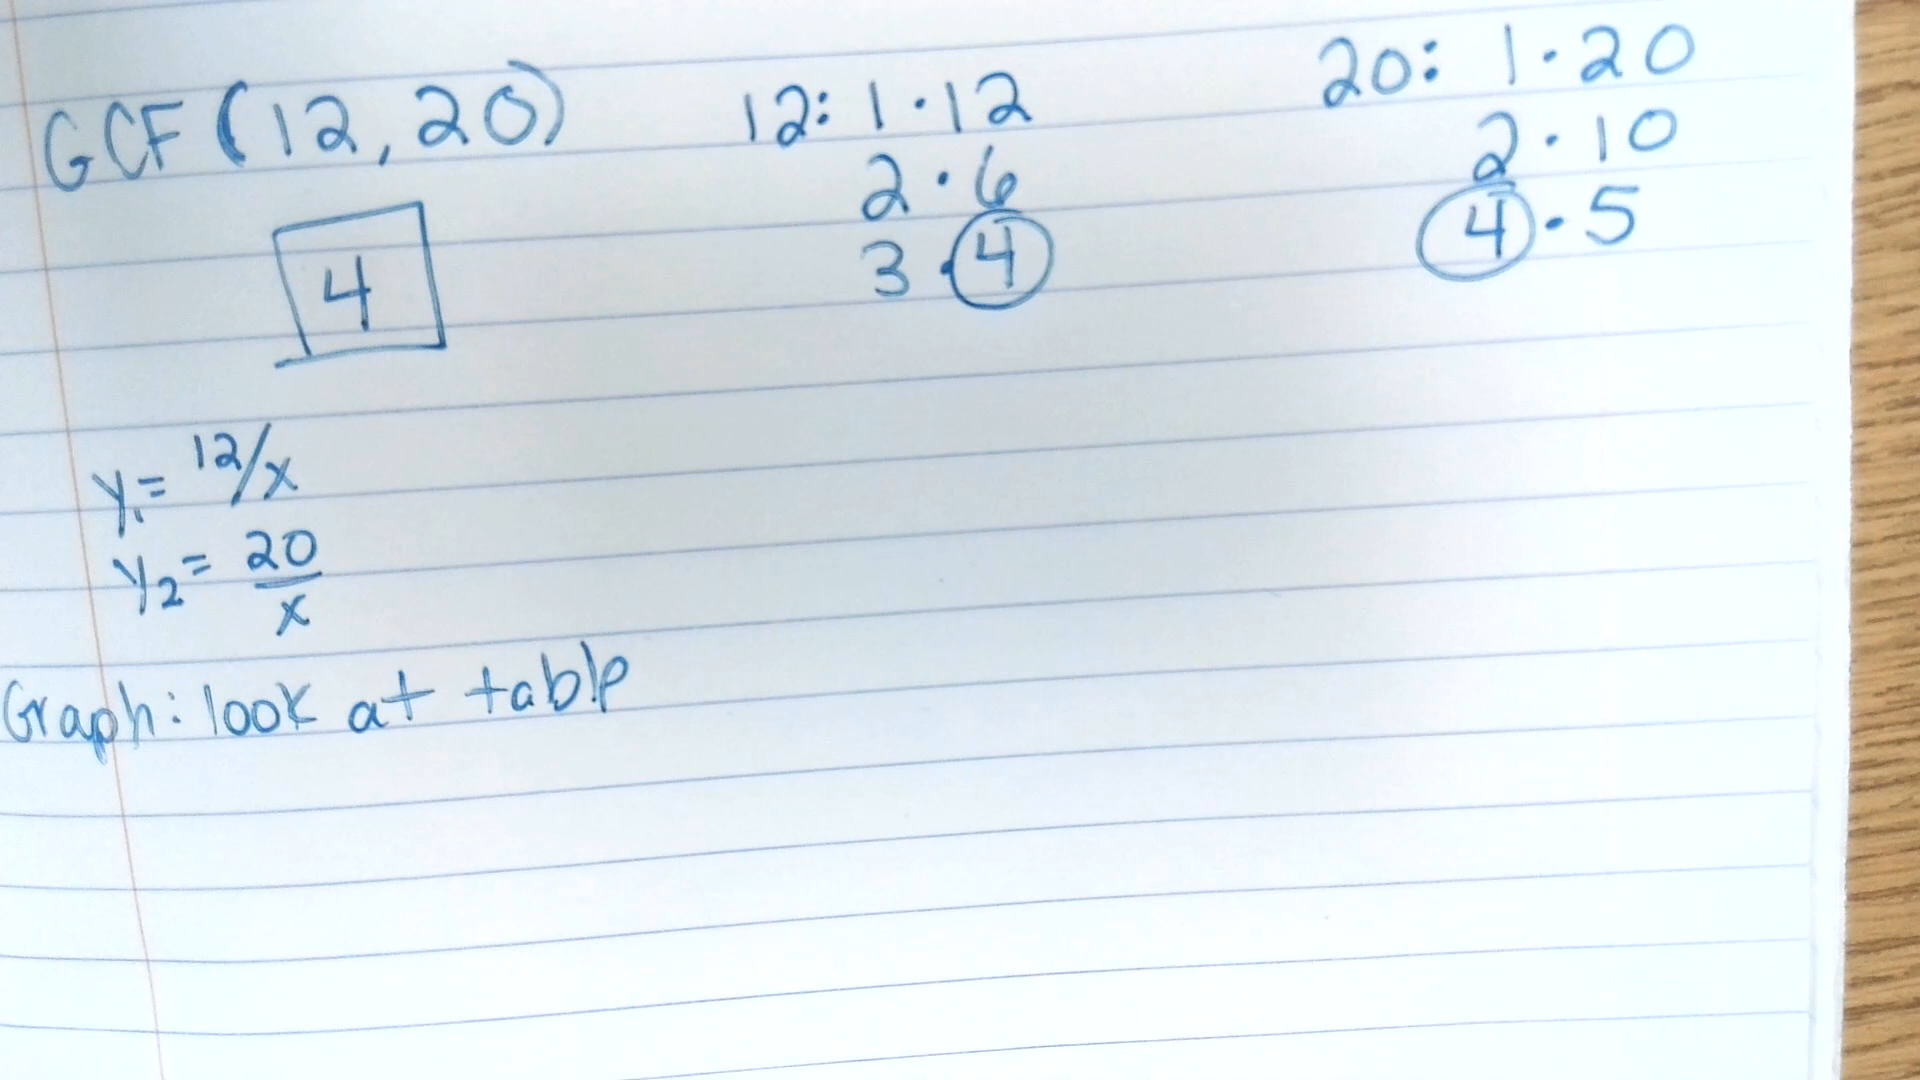 GCF (12, 20)
4
12: 1 · 12
2 · 6
3 · 4
20: 1 · 20
2 · 10
4 · 5
y₁ = 12/x
y₂ = 20/x
Graph: look at table